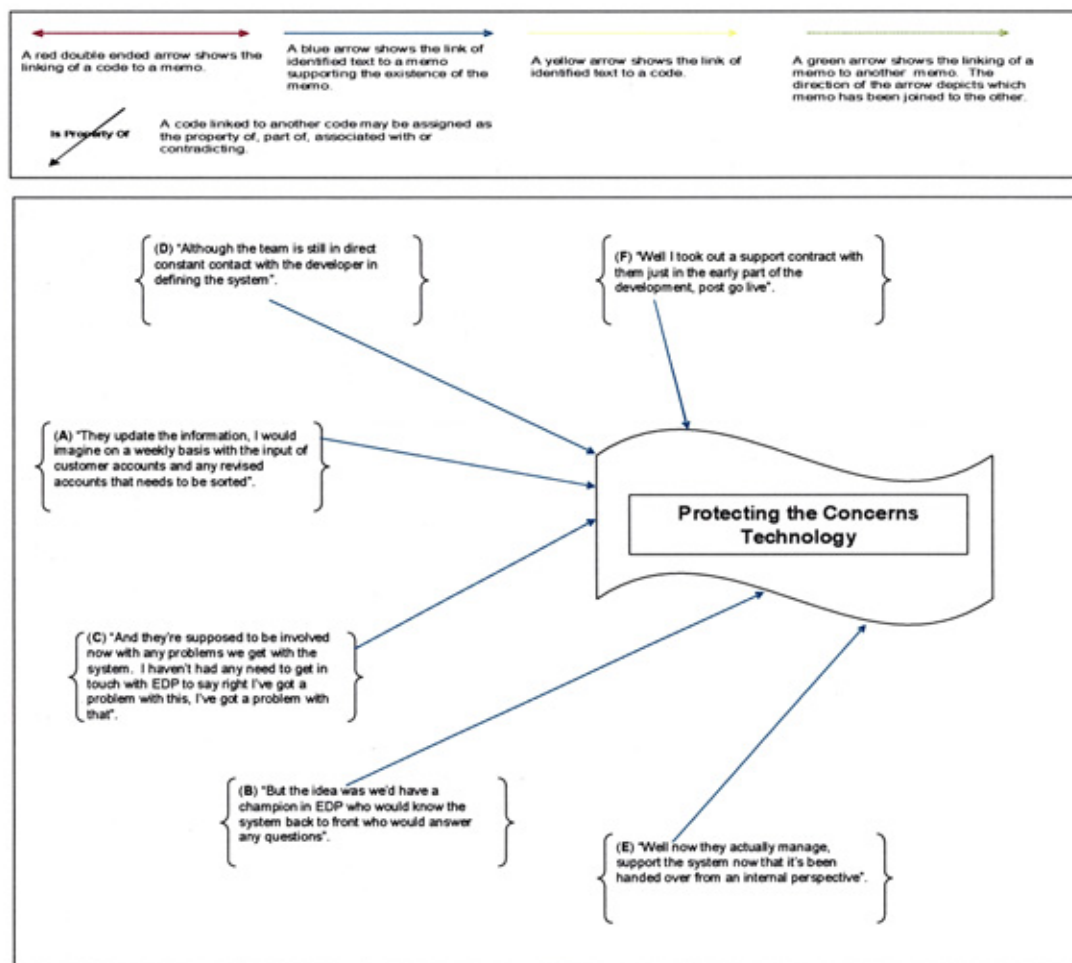 A red double ended arrow shows the
linking of a code to a memo.
A blue arrow shows the link of
identified text to a memo
supporting the existence of the
memo.
A yellow arrow shows the link of
identified text to a code.
A green arrow shows the linking of a
memo to another memo. The
direction of the arrow depicts which
memo has been joined to the other.
Is Property Of
A code linked to another code may be assigned as
the property of, part of, associated with or
contradicting.
(D) "Although the team is still in direct
constant contact with the developer in
defining the system".
(F) "Well I took out a support contract with
them just in the early part of the
development, post go live".
(A) "They update the information, I would
imagine on a weekly basis with the input of
customer accounts and any revised
accounts that needs to be sorted".
Protecting the Concerns
Technology
(C) "And they're supposed to be involved
now with any problems we get with the
system. I haven't had any need to get in
touch with EDP to say right I've got a
problem with this, I've got a problem with
that".
(B) "But the idea was we'd have a
champion in EDP who would know the
system back to front who would answer
any questions".
(E) "Well now they actually manage,
support the system now that it's been
handed over from an internal perspective".